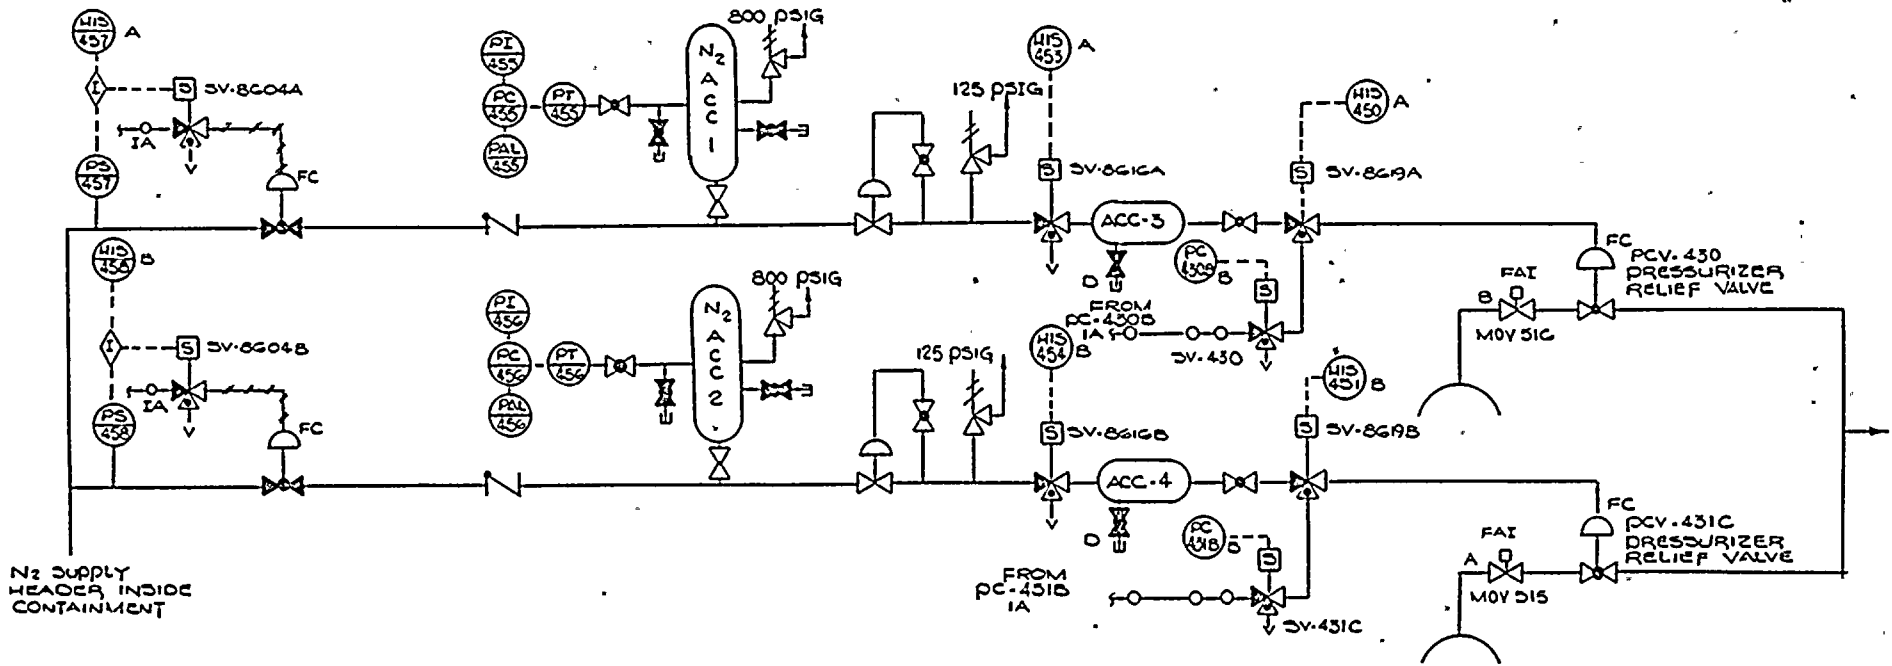 HIS
457
A
I
S
SV-8604A
IA
PS
457
FC
PI
455
PC
455
PT
455
PAL
455
N2
A
C
C
1
800 PSIG
125 PSIG
HIS
453
A
S
SV-8616A
ACC-3
D
HIS
450
A
S
SV-8619A
PC
430B
B
S
FROM
PC-430B
IA
SV-430
FC
PCV-430
PRESSURIZER
RELIEF VALVE
FAI
B
MOV 516
HIS
458
B
I
S
SV-8604B
IA
PS
458
FC
PI
456
PC
456
PT
456
PAL
456
N2
A
C
C
2
800 PSIG
125 PSIG
HIS
454
B
S
SV-8616B
ACC-4
D
HIS
451
B
S
SV-8619B
PC
431B
B
S
FROM
PC-431B
IA
SV-431C
FC
PCV-431C
PRESSURIZER
RELIEF VALVE
FAI
A
MOV 515
N2 SUPPLY
HEADER INSIDE
CONTAINMENT